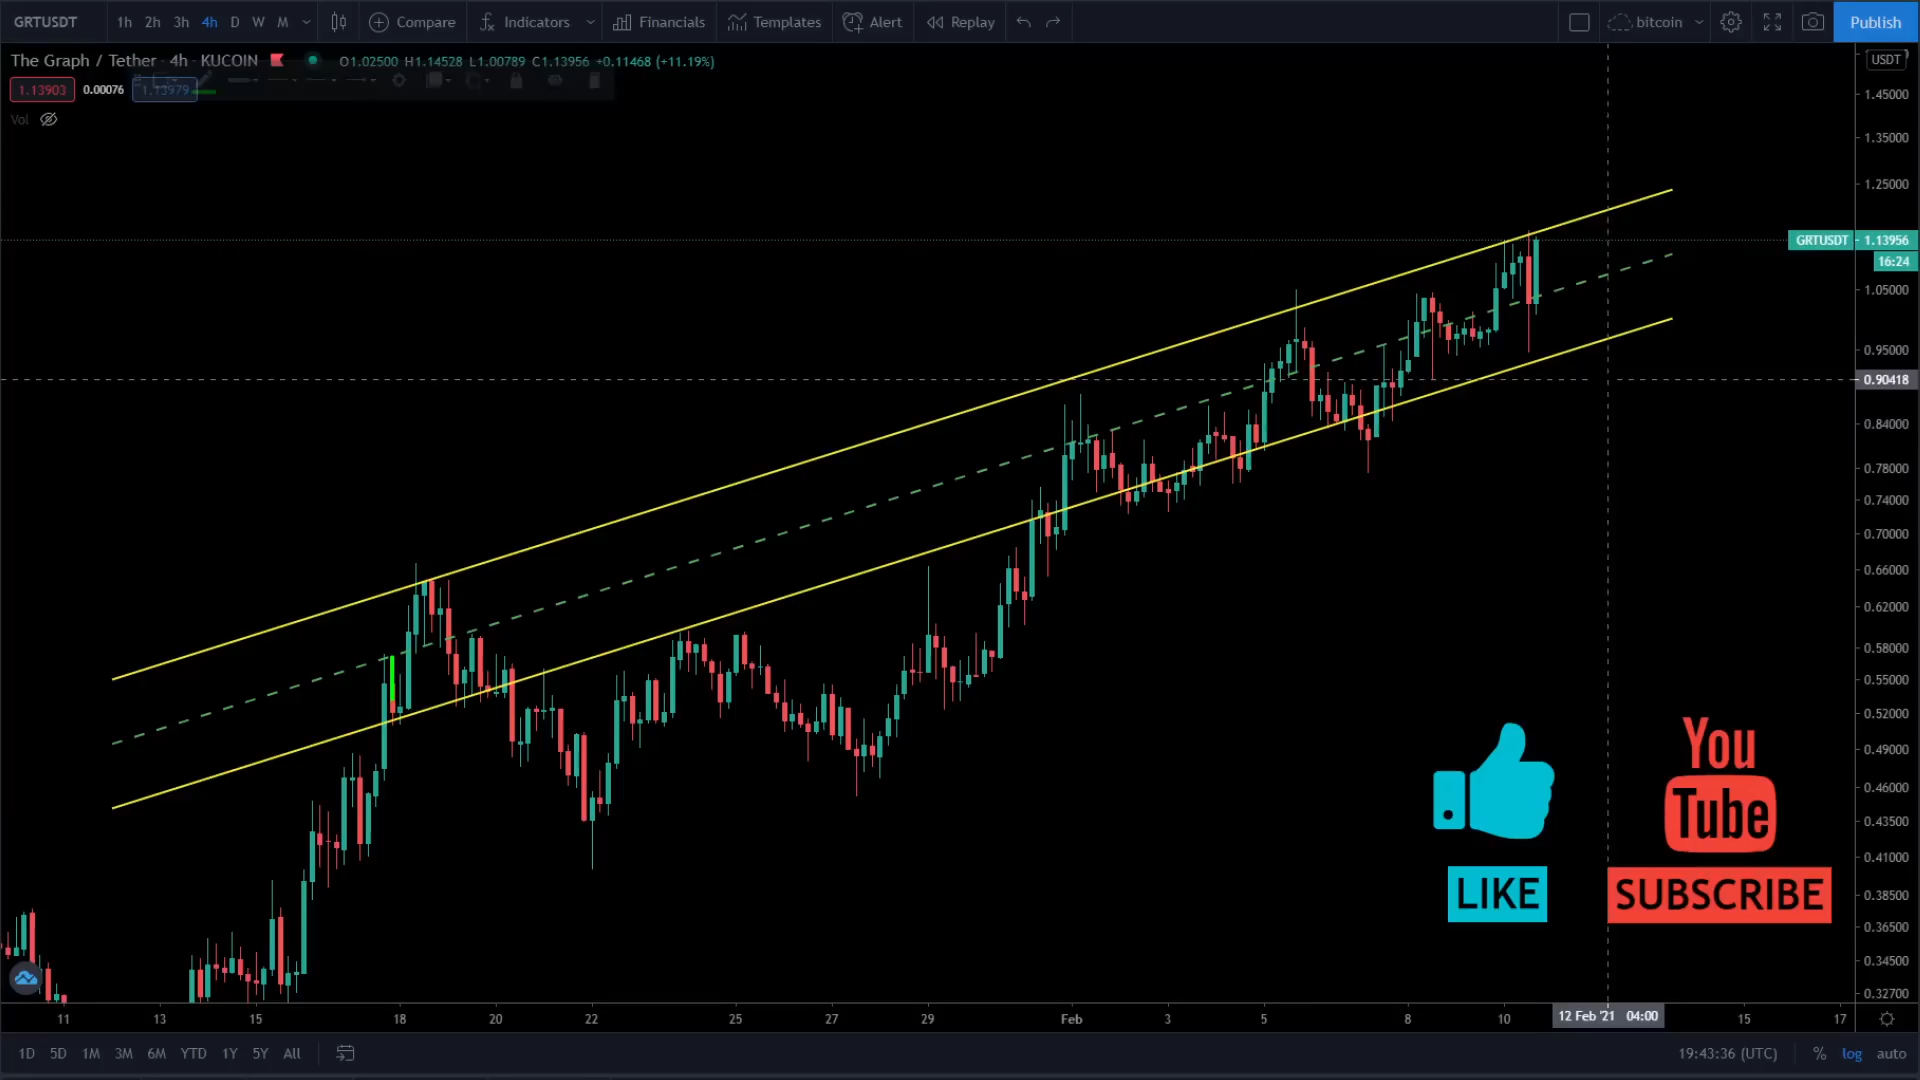 GRTUSDT 1h 2h 3h 4h D W M Compare Indicators Financials Templates Alert Replay bitcoin Publish
The Graph / Tether · 4h · KUCOIN O1.02500 H1.14528 L1.00789 C1.13956 +0.11468 (+11.19%)
1.13903 0.00076 1.13979
Vol
USDT
1.45000
1.35000
1.25000
GRTUSDT 1.13956
16:24
1.05000
0.95000
0.90418
0.84000
0.78000
0.74000
0.70000
0.66000
0.62000
0.58000
0.55000
0.52000
0.49000
0.46000
0.43500
0.41000
0.38500
0.36500
0.34500
0.32700
You
Tube
LIKE
SUBSCRIBE
11 13 15 18 20 22 25 27 29 Feb 3 5 8 10 12 Feb '21 04:00 15 17
1D 5D 1M 3M 6M YTD 1Y 5Y All 19:43:36 (UTC) % log auto